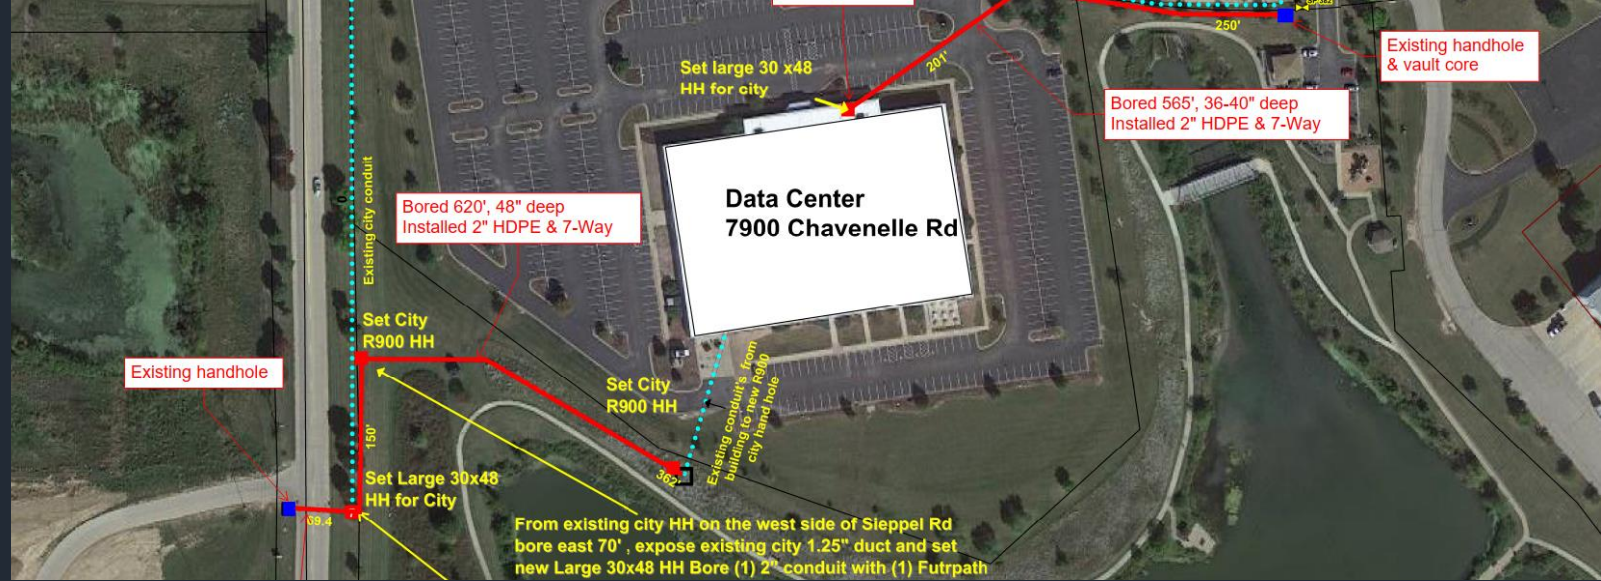 250'
Existing handhole
& vault core
Set large 30 x48
HH for city
201'
Bored 565', 36-40" deep
Installed 2" HDPE & 7-Way
Existing city conduit
Data Center
7900 Chavenelle Rd
Bored 620', 48" deep
Installed 2" HDPE & 7-Way
Set City
R900 HH
Existing handhole
Set City
R900 HH
Existing conduit's from
building to new R900
city hand hole
150'
362'
Set Large 30x48
HH for City
From existing city HH on the west side of Sieppel Rd
bore east 70' , expose existing city 1.25" duct and set
new Large 30x48 HH Bore (1) 2" conduit with (1) Futrpath